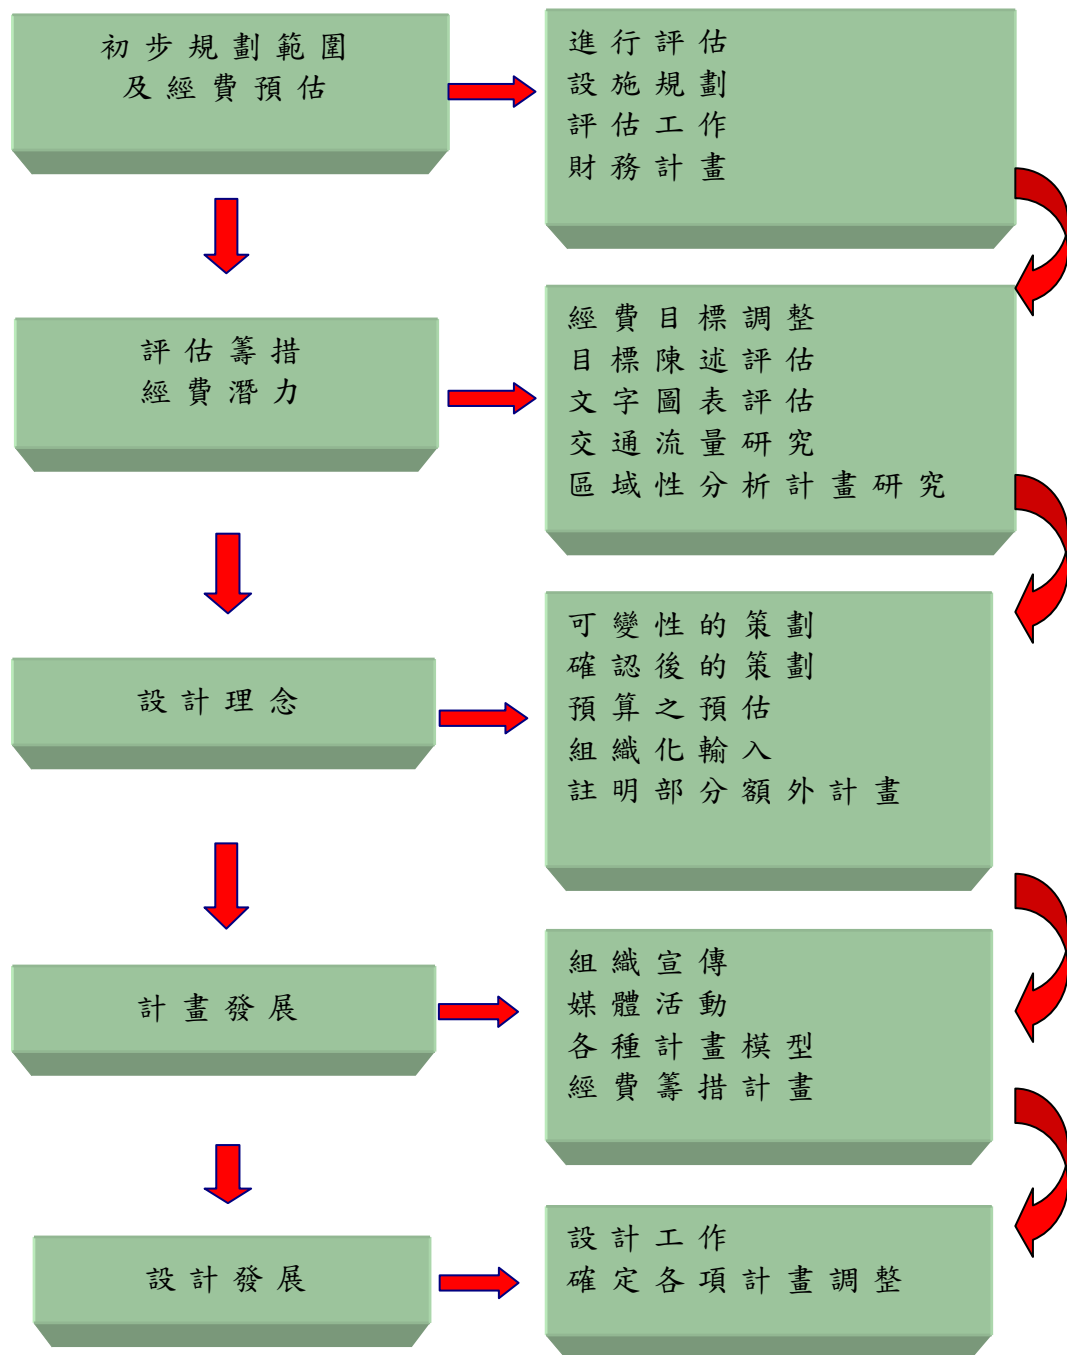 初步規劃範圍
及經費預估
進行評估
設施規劃
評估工作
財務計畫
評估籌措
經費潛力
經費目標調整
目標陳述評估
文字圖表評估
交通流量研究
區域性分析計畫研究
設計理念
可變性的策劃
確認後的策劃
預算之預估
組織化輸入
註明部分額外計畫
計畫發展
組織宣傳
媒體活動
各種計畫模型
經費籌措計畫
設計發展
設計工作
確定各項計畫調整